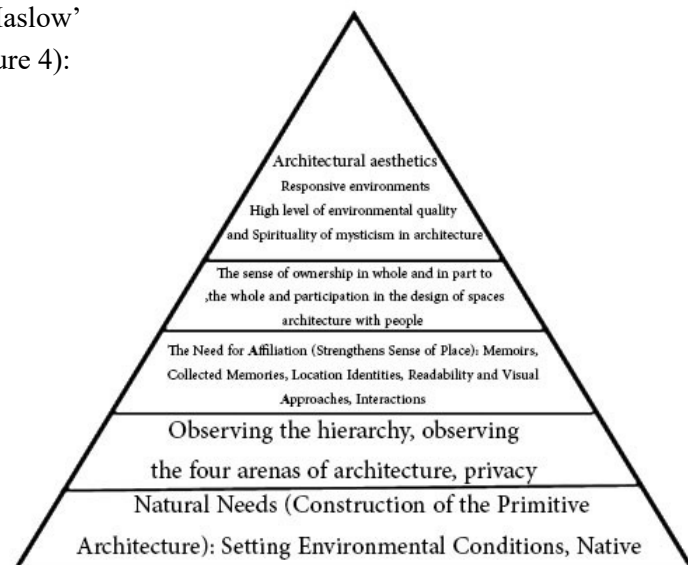 aslow’
ure 4):
Architectural aesthetics
Responsive environments
High level of environmental quality
and Spirituality of mysticism in architecture
The sense of ownership in whole and in part to
,the whole and participation in the design of spaces
architecture with people
The Need for Affiliation (Strengthens Sense of Place): Memoirs,
Collected Memories, Location Identities, Readability and Visual
Approaches, Interactions
Observing the hierarchy, observing
the four arenas of architecture, privacy
Natural Needs (Construction of the Primitive
Architecture): Setting Environmental Conditions, Native